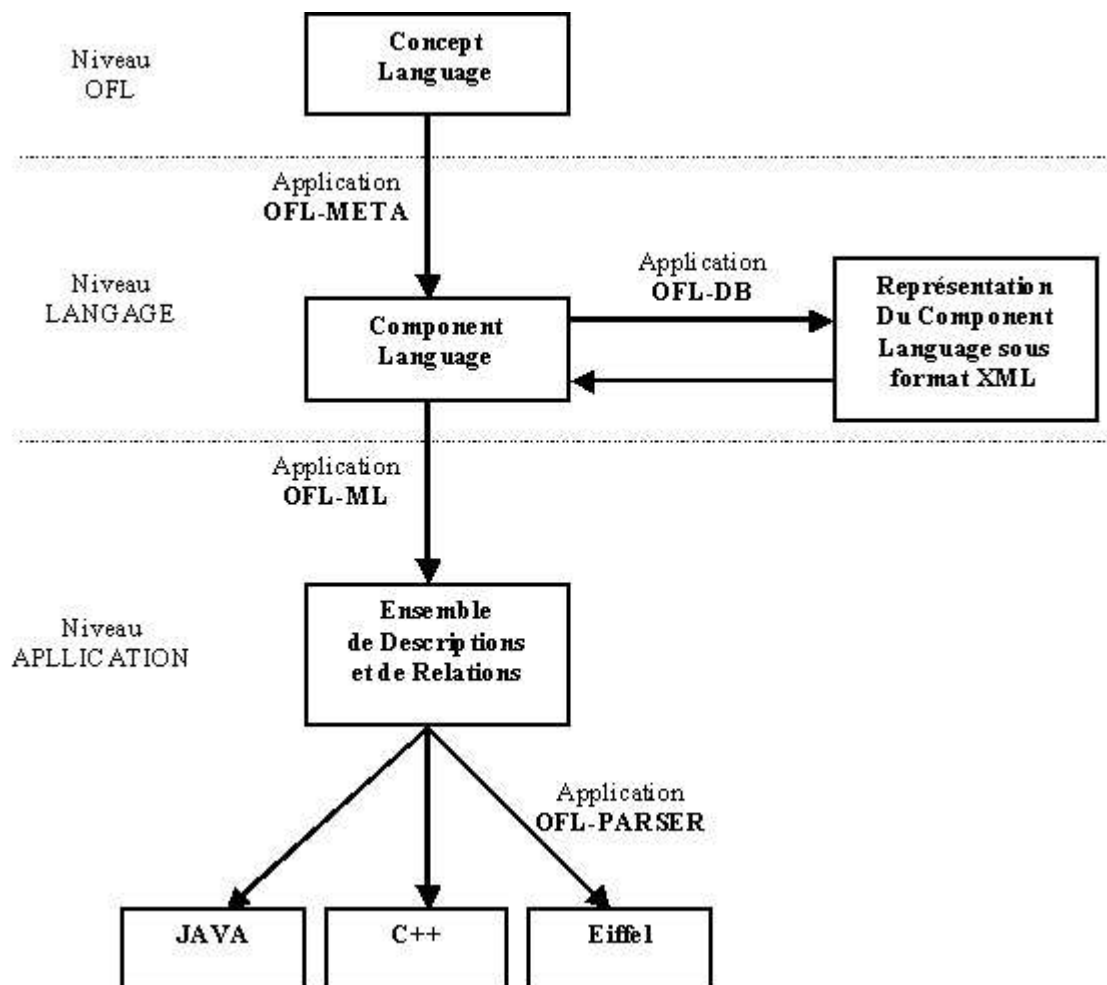 Concept
Language
Niveau
OFL
Application
OFL-META
Niveau
LANGAGE
Component
Language
Application
OFL-DB
Représentation
Du Component
Language sous
format XML
Application
OFL-ML
Niveau
APLLICATION
Ensemble
de Descriptions
et de Relations
Application
OFL-PARSER
JAVA
C++
Eiffel